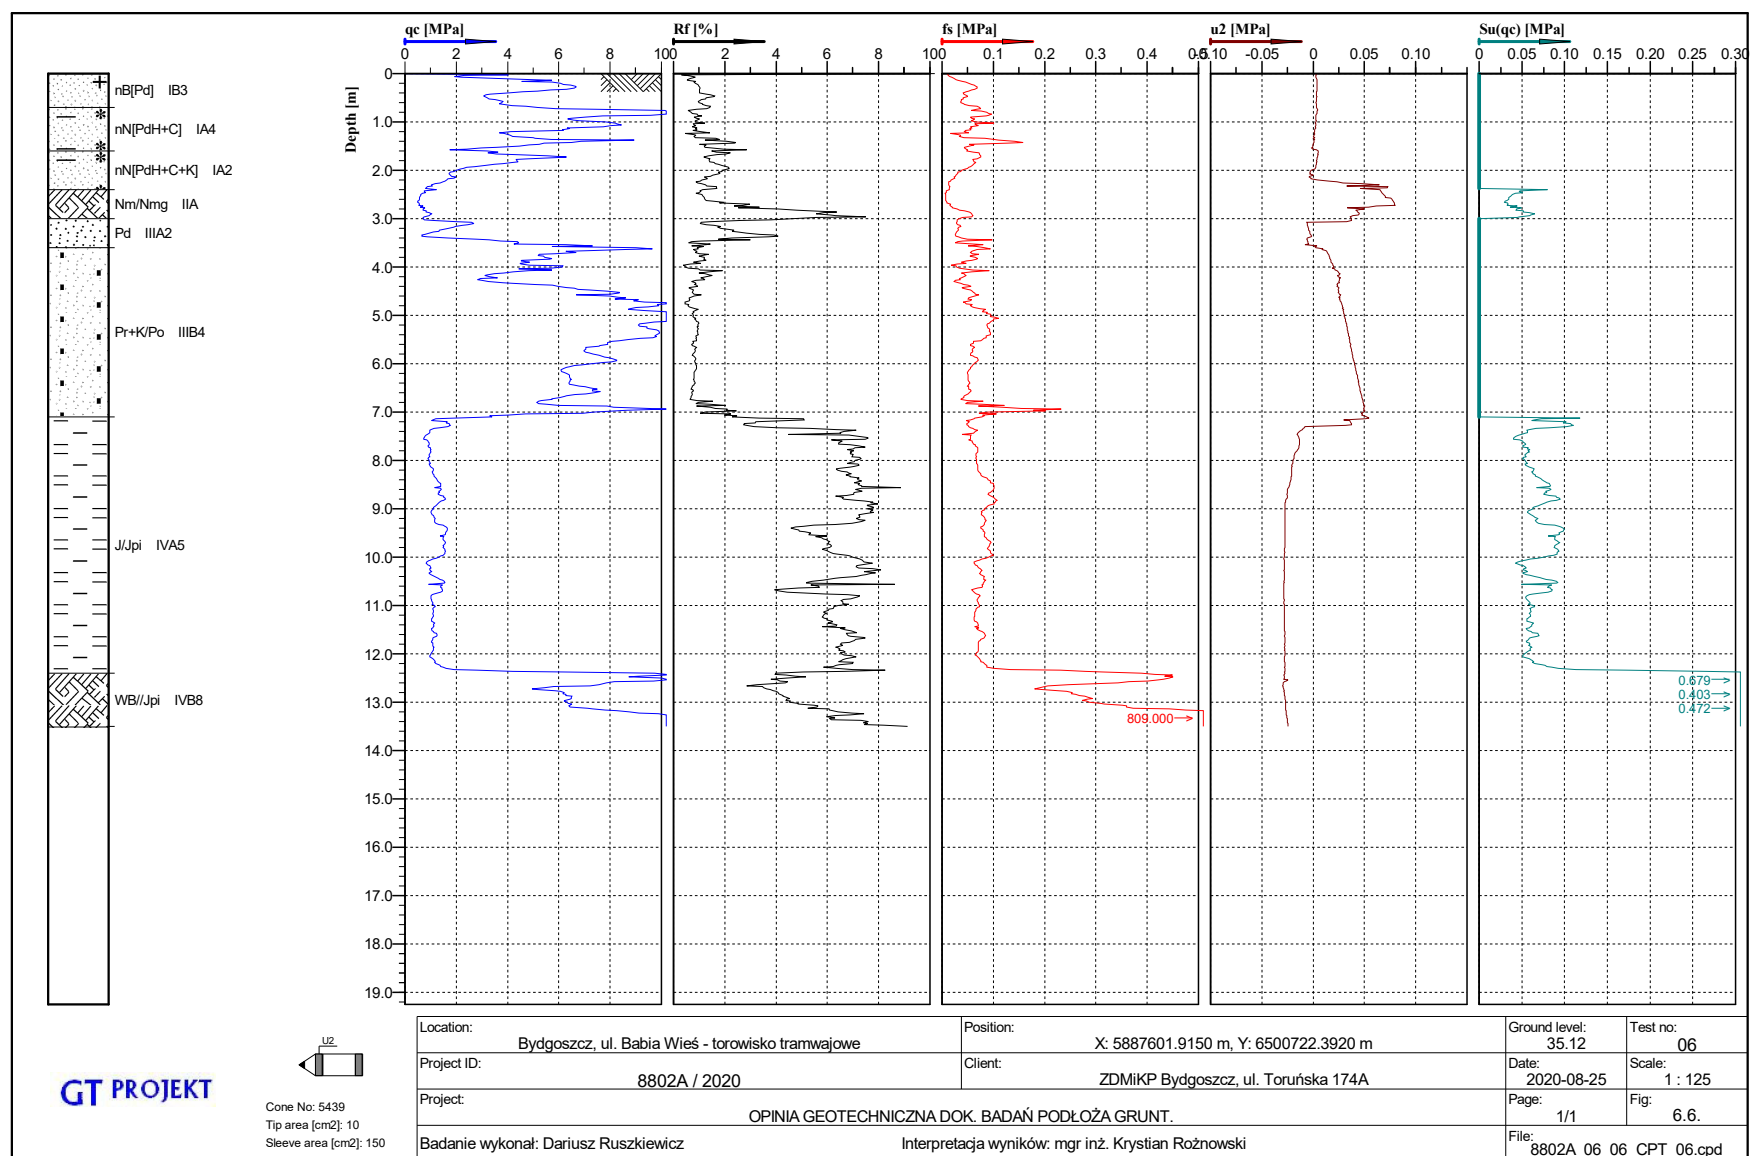 qc [MPa] Rf [%] fs [MPa] u2 [MPa] Su(qc) [MPa]
0 2 4 6 8 10
0 2 4 6 8 10
0 0.1 0.2 0.3 0.4 0.5
-0.10 -0.05 0 0.05 0.10
0 0.05 0.10 0.15 0.20 0.25 0.30
Depth [m]
0
1.0
2.0
3.0
4.0
5.0
6.0
7.0
8.0
9.0
10.0
11.0
12.0
13.0
14.0
15.0
16.0
17.0
18.0
19.0
nB[Pd] IB3
nN[PdH+C] IA4
nN[PdH+C+K] IA2
Nm/Nmg IIA
Pd IIIA2
Pr+K/Po IIIB4
J/Jpi IVA5
WB//Jpi IVB8
809.000
0.679
0.403
0.472
U2
GT PROJEKT
Cone No: 5439
Tip area [cm2]: 10
Sleeve area [cm2]: 150
Location:
Bydgoszcz, ul. Babia Wieś - torowisko tramwajowe
Position:
X: 5887601.9150 m, Y: 6500722.3920 m
Ground level:
35.12
Test no:
06
Project ID:
8802A / 2020
Client:
ZDMiKP Bydgoszcz, ul. Toruńska 174A
Date:
2020-08-25
Scale:
1 : 125
Project:
OPINIA GEOTECHNICZNA DOK. BADAŃ PODŁOŻA GRUNT.
Page:
1/1
Fig:
6.6.
Badanie wykonał: Dariusz Ruszkiewicz
Interpretacja wyników: mgr inż. Krystian Rożnowski
File:
8802A_06_06_CPT_06.cpd